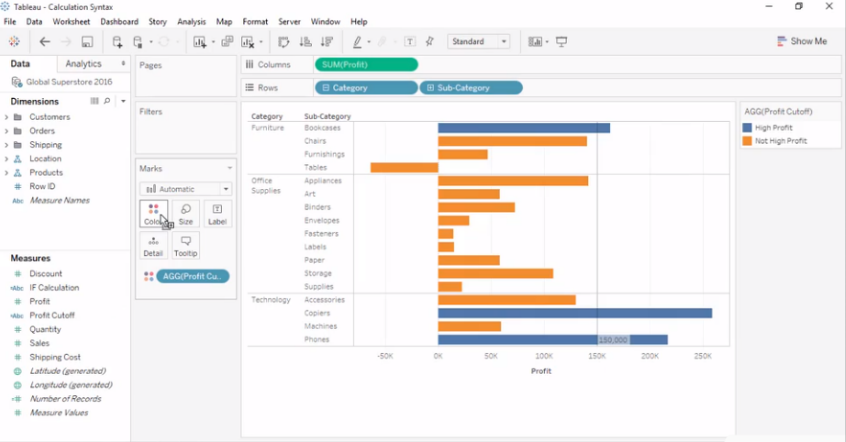 Tableau - Calculation Syntax
File Data Worksheet Dashboard Story Analysis Map Format Server Window Help
Standard
Show Me
Data Analytics
Global Superstore 2016
Dimensions
Customers
Orders
Shipping
Location
Products
# Row ID
Abc Measure Names
Measures
# Discount
=Abc IF Calculation
# Profit
=Abc Profit Cutoff
# Quantity
# Sales
# Shipping Cost
Latitude (generated)
Longitude (generated)
=# Number of Records
# Measure Values
Pages
Filters
Marks
Automatic
Color Size Label
Detail Tooltip
AGG(Profit Cu..
Columns SUM(Profit)
Rows Category Sub-Category
Category Sub-Category
Furniture Bookcases
Chairs
Furnishings
Tables
Office Supplies Appliances
Art
Binders
Envelopes
Fasteners
Labels
Paper
Storage
Supplies
Technology Accessories
Copiers
Machines
Phones
150,000
-50K 0K 50K 100K 150K 200K 250K
Profit
AGG(Profit Cutoff)
High Profit
Not High Profit